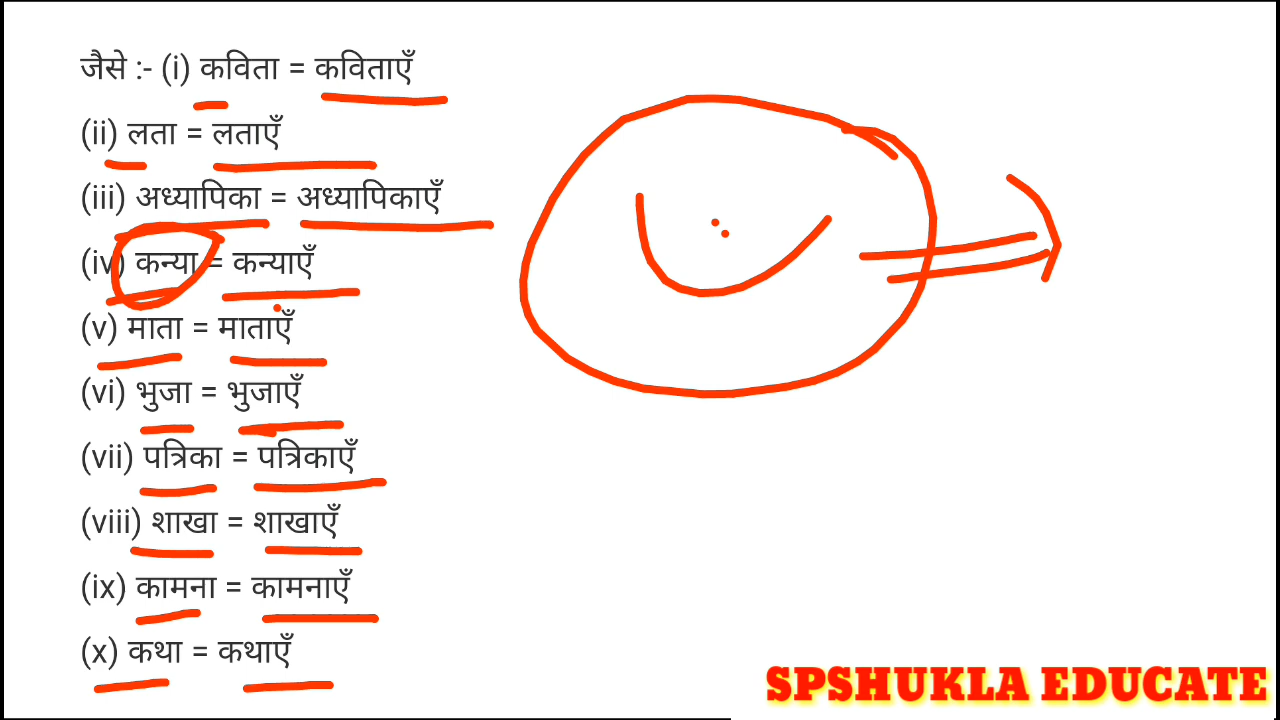 जैसे :- (i) कविता = कविताएँ
(ii) लता = लताएँ
(iii) अध्यापिका = अध्यापिकाएँ
(iv) कन्या = कन्याएँ
(v) माता = माताएँ
(vi) भुजा = भुजाएँ
(vii) पत्रिका = पत्रिकाएँ
(viii) शाखा = शाखाएँ
(ix) कामना = कामनाएँ
(x) कथा = कथाएँ
SPSHUKLA EDUCATE